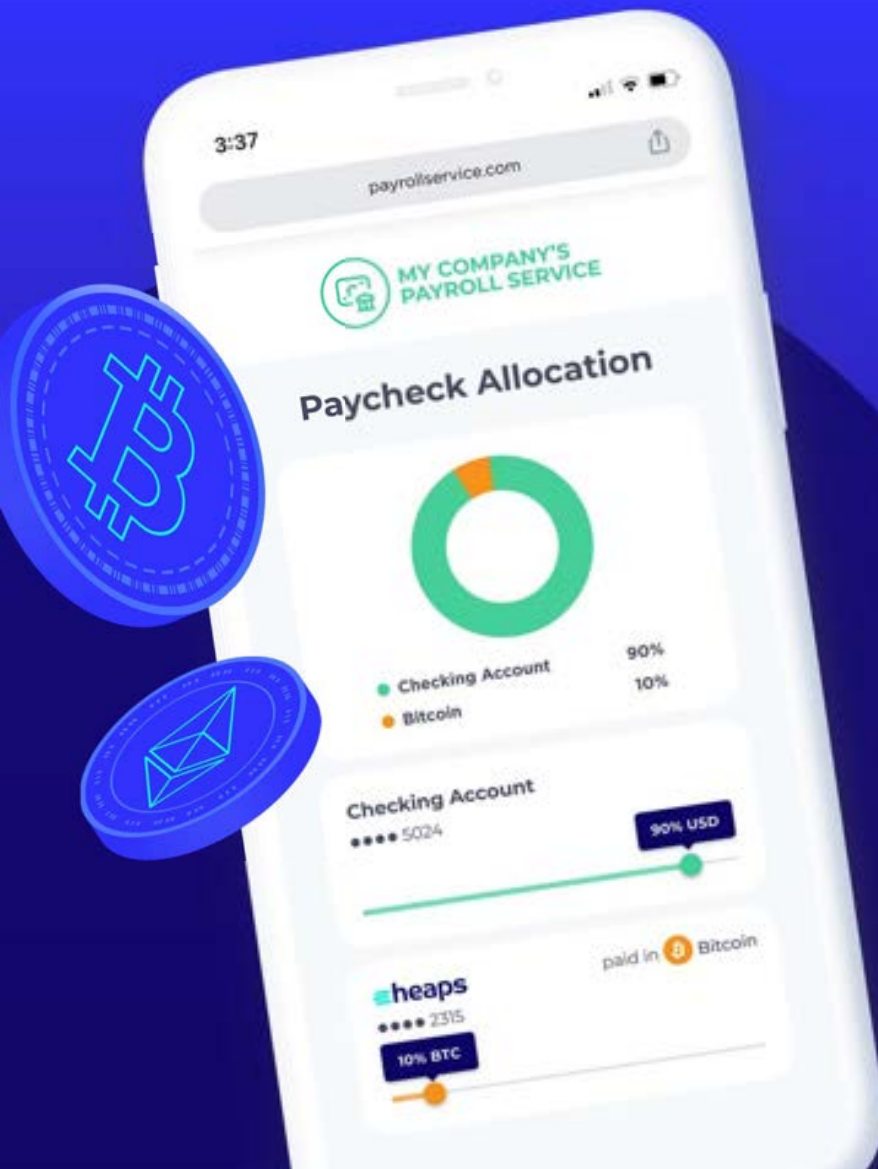 3:37
payrollservice.com
MY COMPANY'S
PAYROLL SERVICE
Paycheck Allocation
Checking Account 90%
Bitcoin 10%
Checking Account
•••• 5024
90% USD
heaps
paid in Bitcoin
•••• 2315
10% BTC